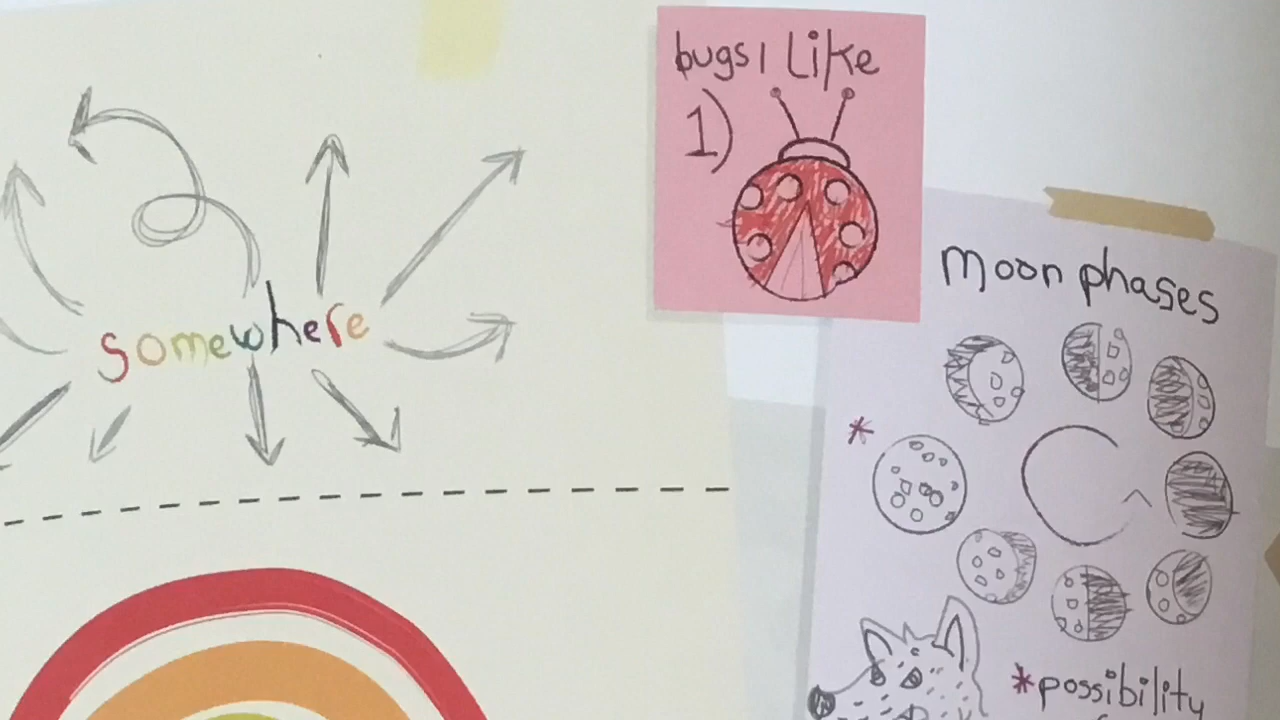 somewhere
bugs I Like
1)
moon phases
*
*possibility